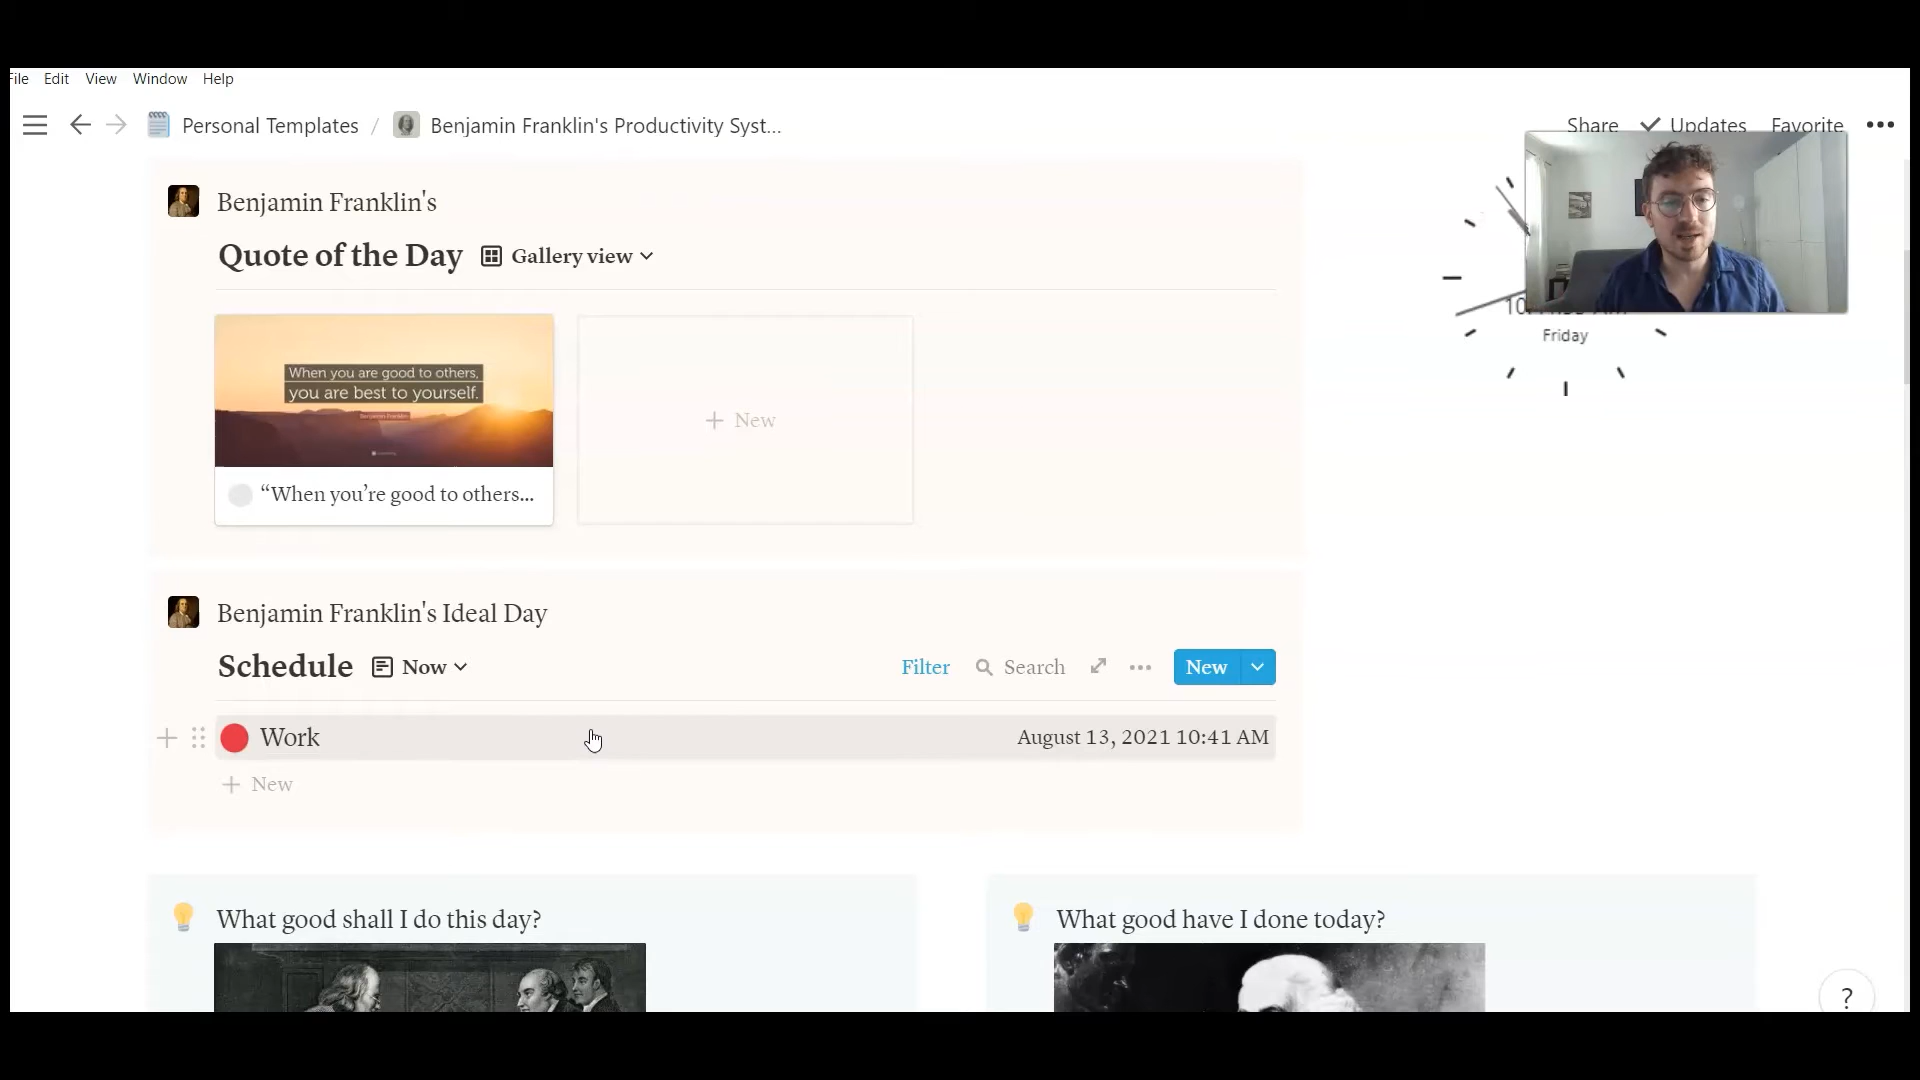 File Edit View Window Help
Personal Templates / Benjamin Franklin's Productivity Syst...
Share Updates Favorite
Benjamin Franklin's
Quote of the Day Gallery view
When you are good to others,
you are best to yourself.
Benjamin Franklin
+ New
“When you’re good to others...
Friday
Benjamin Franklin's Ideal Day
Schedule Now
Filter Search New
Work August 13, 2021 10:41 AM
+ New
What good shall I do this day?
What good have I done today?
?